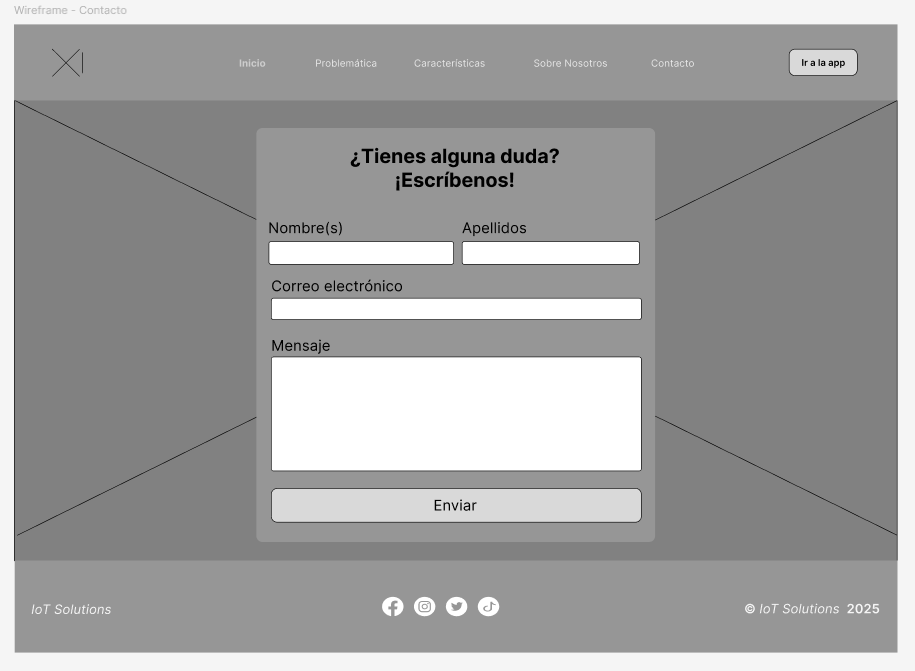 Wireframe - Contacto
Inicio Problemática Características Sobre Nosotros Contacto Ir a la app
¿Tienes alguna duda?
¡Escríbenos!
Nombre(s) Apellidos
Correo electrónico
Mensaje
Enviar
IoT Solutions © IoT Solutions 2025